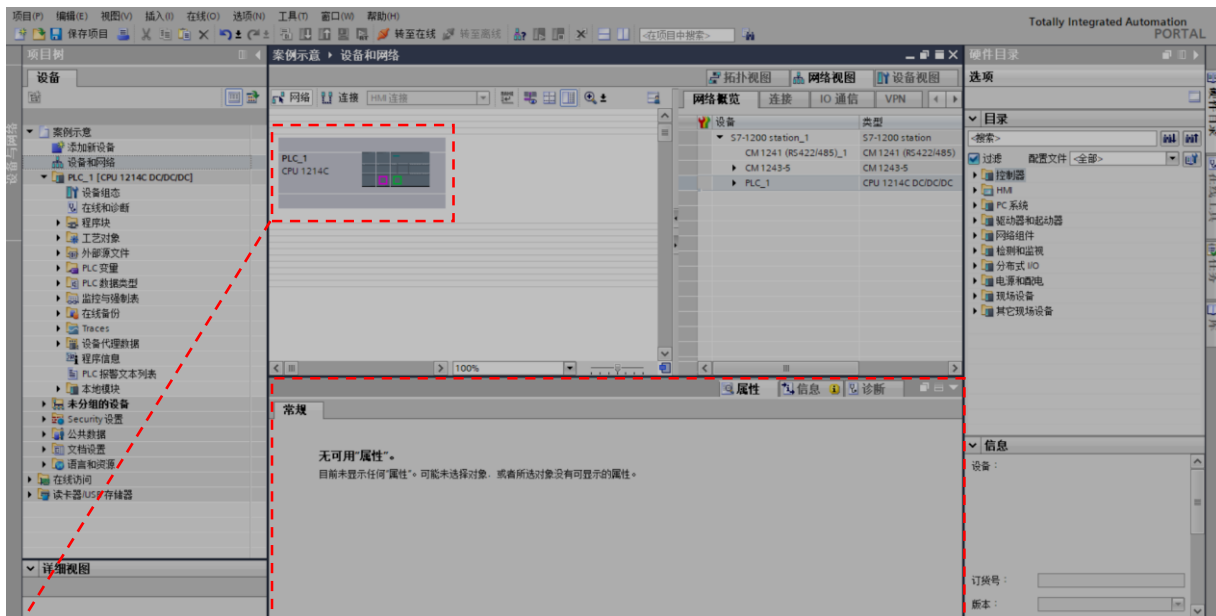 项目(P) 编辑(E) 视图(V) 插入(I) 在线(O) 选项(N) 工具(T) 窗口(W) 帮助(H)
Totally Integrated Automation
PORTAL
保存项目 转至在线 转至离线 <在项目中搜索>
项目树
案例示意 ▸ 设备和网络
硬件目录
设备
拓扑视图 网络视图 设备视图
选项
网络 连接 HMI 连接
网络概览 连接 IO 通信 VPN
设备 类型
目录
案例示意
添加新设备
设备和网络
PLC_1 [CPU 1214C DC/DC/DC]
设备组态
在线和诊断
程序块
工艺对象
外部源文件
PLC 变量
PLC 数据类型
监控与强制表
在线备份
Traces
设备代理数据
程序信息
PLC 报警文本列表
本地模块
未分组的设备
Security 设置
公共数据
文档设置
语言和资源
在线访问
读卡器/USB 存储器
详细视图
PLC_1
CPU 1214C
100%
S7-1200 station_1 S7-1200 station
CM 1241 (RS422/485)_1 CM 1241 (RS422/485)
CM 1243-5 CM 1243-5
PLC_1 CPU 1214C DC/DC/DC
<搜索>
过滤 配置文件 <全部>
控制器
HMI
PC 系统
驱动器和起动器
网络组件
检测和监视
分布式 I/O
电源和配电
现场设备
其它现场设备
属性 信息 诊断
常规
无可用“属性”。
目前未显示任何“属性”。可能未选择对象，或者所选对象没有可显示的属性。
信息
设备：
订货号：
版本：